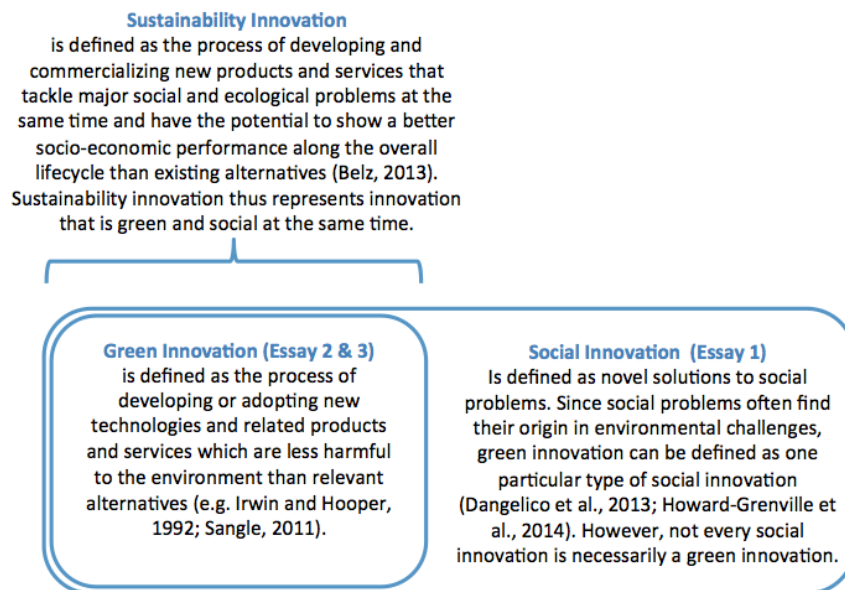 Sustainability Innovation
is defined as the process of developing and
commercializing new products and services that
tackle major social and ecological problems at the
same time and have the potential to show a better
socio-economic performance along the overall
lifecycle than existing alternatives (Belz, 2013).
Sustainability innovation thus represents innovation
that is green and social at the same time.
Green Innovation (Essay 2 & 3)
is defined as the process of
developing or adopting new
technologies and related products
and services which are less harmful
to the environment than relevant
alternatives (e.g. Irwin and Hooper,
1992; Sangle, 2011).
Social Innovation (Essay 1)
Is defined as novel solutions to social
problems. Since social problems often find
their origin in environmental challenges,
green innovation can be defined as one
particular type of social innovation
(Dangelico et al., 2013; Howard-Grenville et
al., 2014). However, not every social
innovation is necessarily a green innovation.